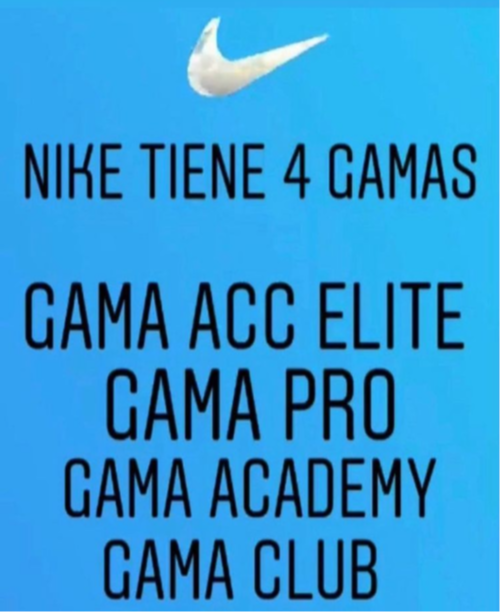 NIKE TIENE 4 GAMAS
GAMA ACC ELITE
GAMA PRO
GAMA ACADEMY
GAMA CLUB